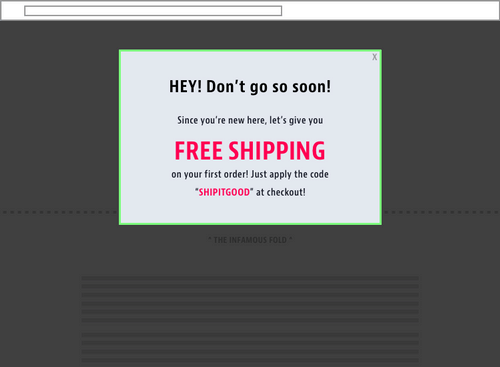 X
HEY! Don't go so soon!
Since you're new here, let's give you
FREE SHIPPING
on your first order! Just apply the code
"SHIPITGOOD" at checkout!
* THE INFAMOUS FOLD *